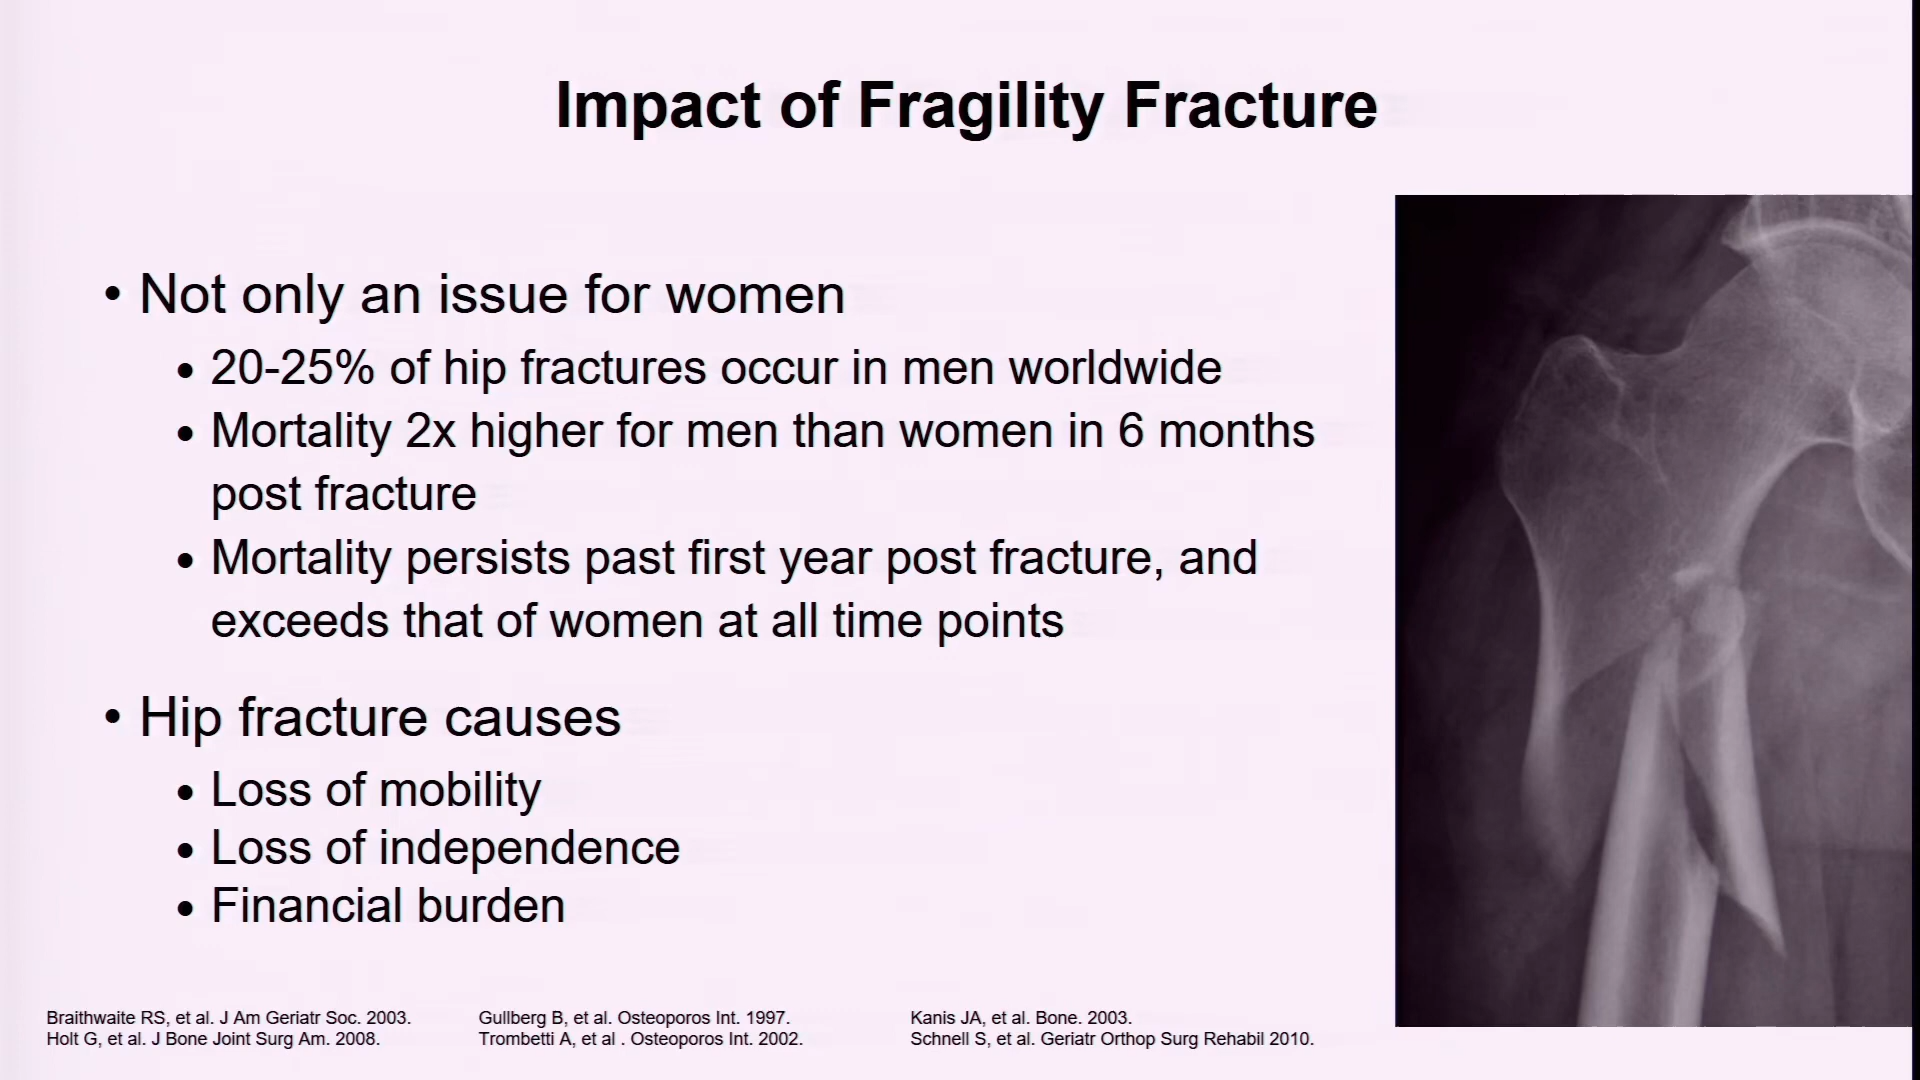 Impact of Fragility Fracture
• Not only an issue for women
• 20-25% of hip fractures occur in men worldwide
• Mortality 2x higher for men than women in 6 months
post fracture
• Mortality persists past first year post fracture, and
exceeds that of women at all time points
• Hip fracture causes
• Loss of mobility
• Loss of independence
• Financial burden
Braithwaite RS, et al. J Am Geriatr Soc. 2003.
Holt G, et al. J Bone Joint Surg Am. 2008.
Gullberg B, et al. Osteoporos Int. 1997.
Trombetti A, et al . Osteoporos Int. 2002.
Kanis JA, et al. Bone. 2003.
Schnell S, et al. Geriatr Orthop Surg Rehabil 2010.